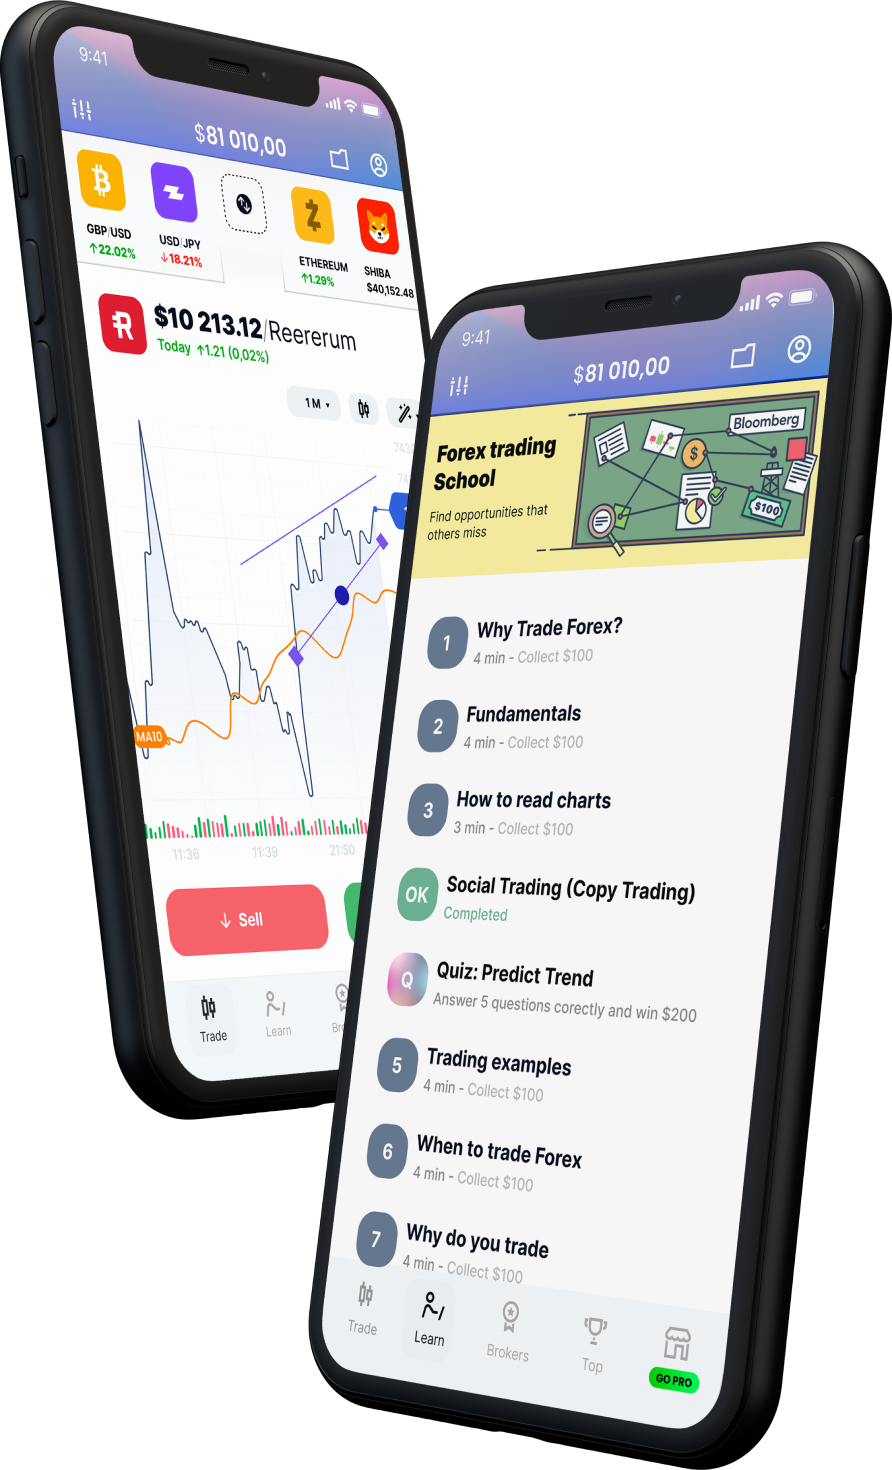 9:41
$81 010,00
GBP/USD
↑22.02%
USD/JPY
↓18.21%
ETHEREUM
↑1.29%
SHIBA
$40,152.48
$10 213.12/Reererum
Today ↑1.21 (0,02%)
1 M
MA10
11:36
11:39
21:50
↓ Sell
Trade
Learn
9:41
$81 010,00
Forex trading
School
Find opportunities that
others miss
Bloomberg
$
$100
1
Why Trade Forex?
4 min - Collect $100
2
Fundamentals
4 min - Collect $100
3
How to read charts
3 min - Collect $100
OK
Social Trading (Copy Trading)
Completed
Q
Quiz: Predict Trend
Answer 5 questions corectly and win $200
5
Trading examples
4 min - Collect $100
6
When to trade Forex
4 min - Collect $100
7
Why do you trade
4 min - Collect $100
Trade
Learn
Brokers
Top
GO PRO